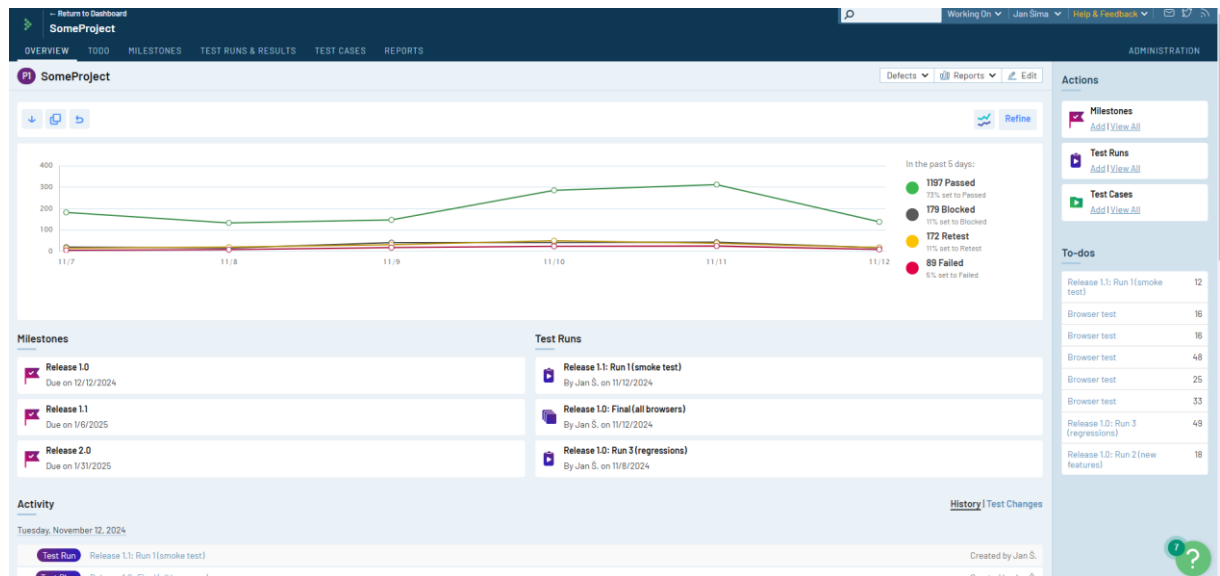 ← Return to Dashboard
SomeProject
Working On
Jan Šíma
Help & Feedback
OVERVIEW TODO MILESTONES TEST RUNS & RESULTS TEST CASES REPORTS ADMINISTRATION
P1 SomeProject
Defects Reports Edit
Refine
400
300
200
100
0
11/7 11/8 11/9 11/10 11/11 11/12
In the past 5 days:
1197 Passed
73% set to Passed
179 Blocked
11% set to Blocked
172 Retest
11% set to Retest
89 Failed
5% set to Failed
Milestones
Release 1.0
Due on 12/12/2024
Release 1.1
Due on 1/6/2025
Release 2.0
Due on 1/31/2025
Test Runs
Release 1.1: Run 1 (smoke test)
By Jan Š. on 11/12/2024
Release 1.0: Final (all browsers)
By Jan Š. on 11/12/2024
Release 1.0: Run 3 (regressions)
By Jan Š. on 11/8/2024
Activity
History | Test Changes
Tuesday, November 12, 2024
Test Run Release 1.1: Run 1 (smoke test) Created by Jan Š.
Actions
Milestones
Add | View All
Test Runs
Add | View All
Test Cases
Add | View All
To-dos
Release 1.1: Run 1 (smoke 12
test)
Browser test 16
Browser test 16
Browser test 48
Browser test 25
Browser test 33
Release 1.0: Run 3 49
(regressions)
Release 1.0: Run 2 (new 18
features)
7
?